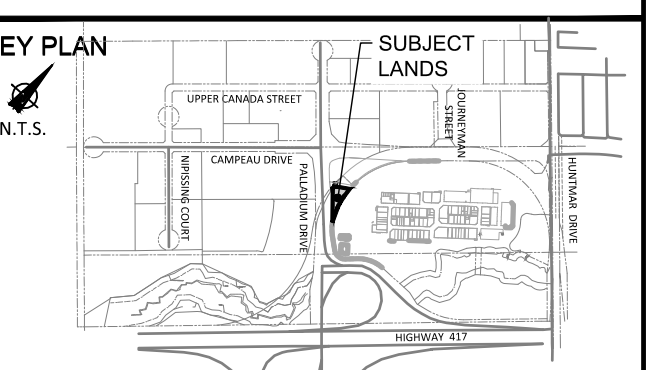 EY PLAN
N.T.S.
SUBJECT
LANDS
UPPER CANADA STREET
JOURNEYMAN
STREET
CAMPEAU DRIVE
NIPISSING COURT
PALLADIUM DRIVE
HUNTMAR DRIVE
HIGHWAY 417